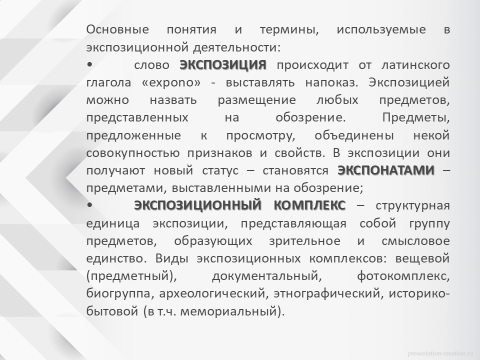 Основные понятия и термины, используемые в
экспозиционной деятельности:
• слово ЭКСПОЗИЦИЯ происходит от латинского
глагола «expono» - выставлять напоказ. Экспозицией
можно назвать размещение любых предметов,
представленных на обозрение. Предметы,
предложенные к просмотру, объединены некой
совокупностью признаков и свойств. В экспозиции они
получают новый статус – становятся ЭКСПОНАТАМИ –
предметами, выставленными на обозрение;
• ЭКСПОЗИЦИОННЫЙ КОМПЛЕКС – структурная
единица экспозиции, представляющая собой группу
предметов, образующих зрительное и смысловое
единство. Виды экспозиционных комплексов: вещевой
(предметный), документальный, фотокомплекс,
биогруппа, археологический, этнографический, историко-
бытовой (в т.ч. мемориальный).